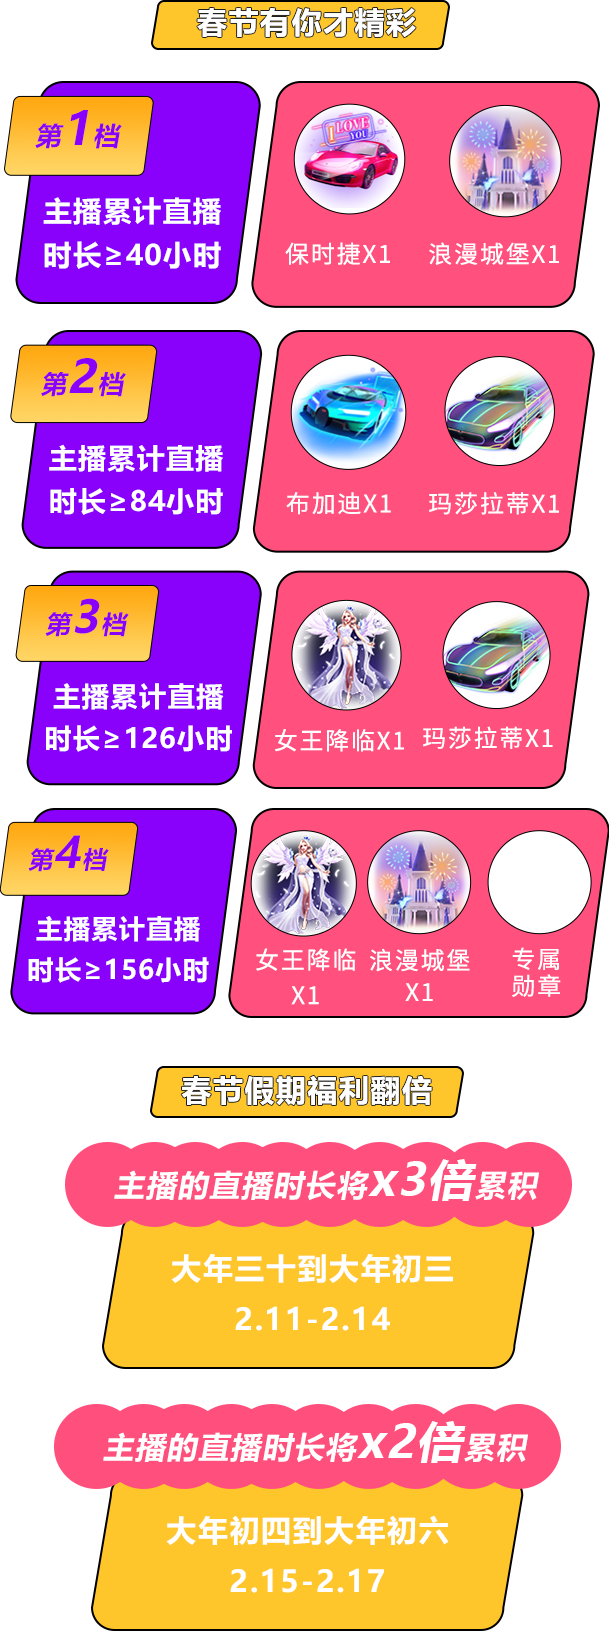 春节有你才精彩
第1档
主播累计直播
时长≥40小时
I LOVE
YOU
保时捷X1
浪漫城堡X1
第2档
主播累计直播
时长≥84小时
布加迪X1
玛莎拉蒂X1
第3档
主播累计直播
时长≥126小时
女王降临X1
玛莎拉蒂X1
第4档
主播累计直播
时长≥156小时
女王降临
X1
浪漫城堡
X1
专属
勋章
春节假期福利翻倍
主播的直播时长将x3倍累积
大年三十到大年初三
2.11-2.14
主播的直播时长将x2倍累积
大年初四到大年初六
2.15-2.17